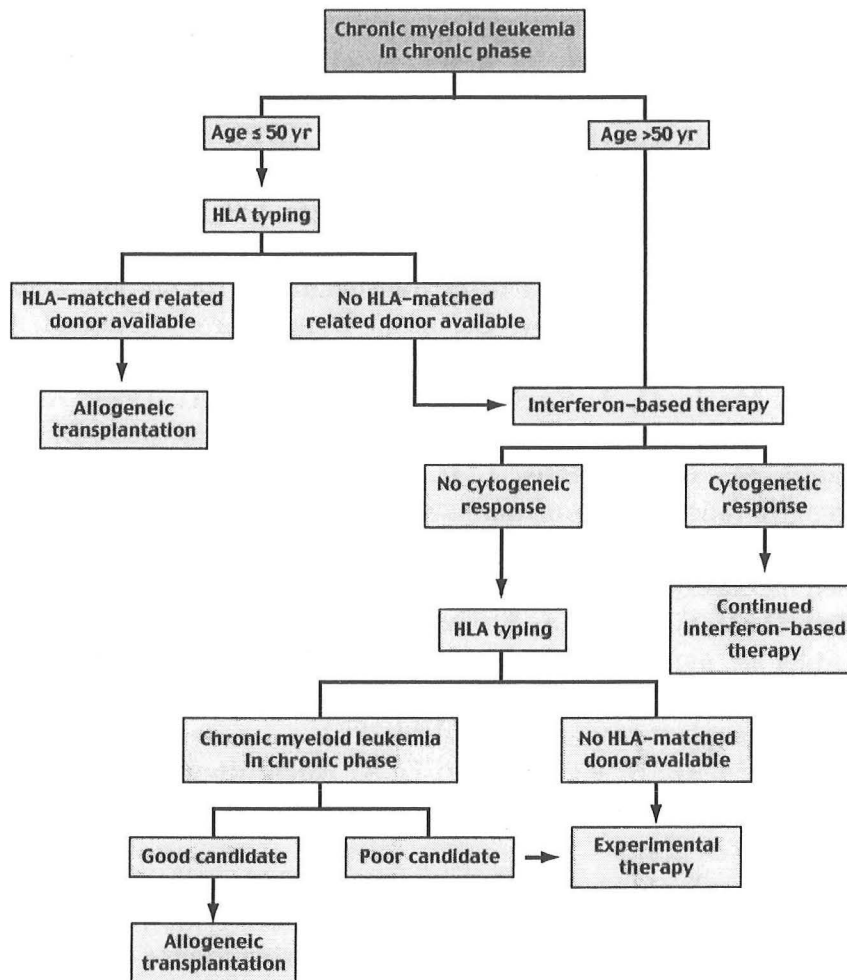 Chronic myeloid leukemia
In chronic phase
Age ≤ 50 yr
Age >50 yr
HLA typing
HLA-matched related
donor available
No HLA-matched
related donor available
Allogeneic
transplantation
Interferon-based therapy
No cytogeneic
response
Cytogenetic
response
Continued
interferon-based
therapy
HLA typing
Chronic myeloid leukemia
In chronic phase
No HLA-matched
donor available
Good candidate
Poor candidate
Experimental
therapy
Allogeneic
transplantation